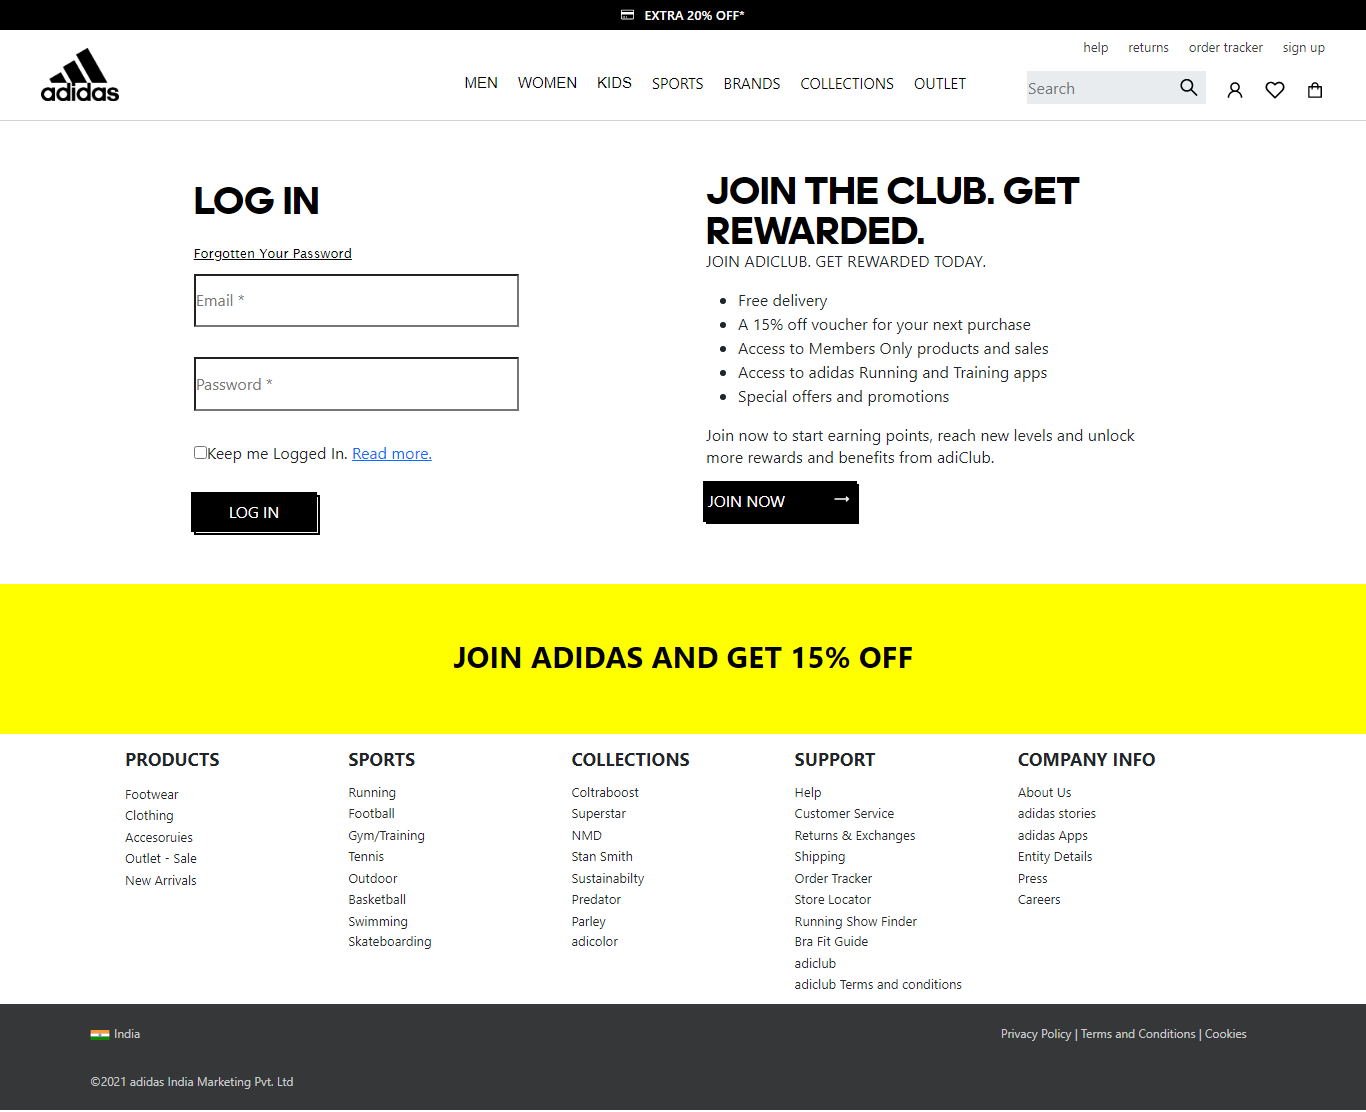 EXTRA 20% OFF*
help returns order tracker sign up
adidas
MEN WOMEN KIDS SPORTS BRANDS COLLECTIONS OUTLET
Search
LOG IN
Forgotten Your Password
Email *
Password *
Keep me Logged In. Read more.
LOG IN
JOIN THE CLUB. GET
REWARDED.
JOIN ADICLUB. GET REWARDED TODAY.
Free delivery
A 15% off voucher for your next purchase
Access to Members Only products and sales
Access to adidas Running and Training apps
Special offers and promotions
Join now to start earning points, reach new levels and unlock
more rewards and benefits from adiClub.
JOIN NOW
JOIN ADIDAS AND GET 15% OFF
PRODUCTS
Footwear
Clothing
Accesoruies
Outlet - Sale
New Arrivals
SPORTS
Running
Football
Gym/Training
Tennis
Outdoor
Basketball
Swimming
Skateboarding
COLLECTIONS
Coltraboost
Superstar
NMD
Stan Smith
Sustainabilty
Predator
Parley
adicolor
SUPPORT
Help
Customer Service
Returns & Exchanges
Shipping
Order Tracker
Store Locator
Running Show Finder
Bra Fit Guide
adiclub
adiclub Terms and conditions
COMPANY INFO
About Us
adidas stories
adidas Apps
Entity Details
Press
Careers
India
Privacy Policy | Terms and Conditions | Cookies
©2021 adidas India Marketing Pvt. Ltd